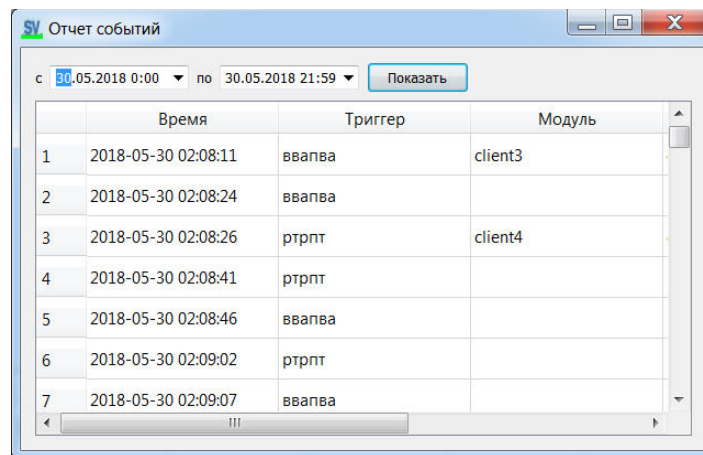 SV Отчет событий
с 30.05.2018 0:00 по 30.05.2018 21:59 Показать
Время Триггер Модуль
1 2018-05-30 02:08:11 ввапва client3
2 2018-05-30 02:08:24 ввапва
3 2018-05-30 02:08:26 ртрпт client4
4 2018-05-30 02:08:41 ртрпт
5 2018-05-30 02:08:46 ввапва
6 2018-05-30 02:09:02 ртрпт
7 2018-05-30 02:09:07 ввапва